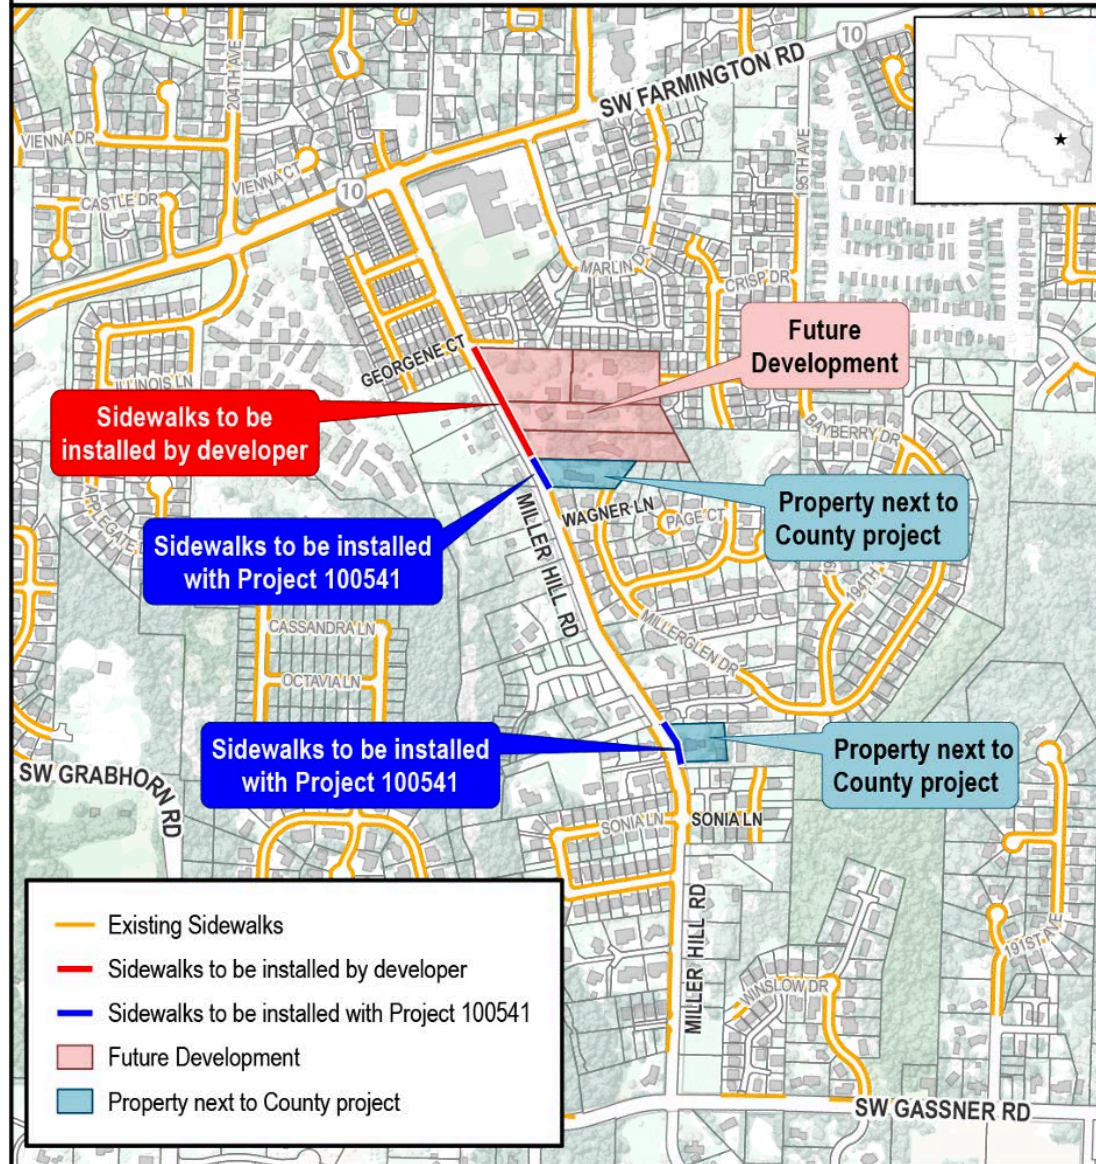 SW FARMINGTON RD
10
204TH AVE
VIENNA DR
VIENNA CT
10
CASTLE DR
195TH AVE
MARLIN D
CRISP DR
Future
Development
GEORGENE CT
ILLINOIS LN
Sidewalks to be
installed by developer
BAYBERRY DR
WAGNER LN
PAGE CT
Property next to
County project
Sidewalks to be installed
with Project 100541
MILLER HILL RD
194TH
CASSANDRA LN
MILLERGLEN DR
OCTAVIA LN
Sidewalks to be installed
with Project 100541
Property next to
County project
SW GRABHORN RD
SONIA LN
SONIA LN
MILLER HILL RD
191ST AVE
WINSLOW DR
SW GASSNER RD
Existing Sidewalks
Sidewalks to be installed by developer
Sidewalks to be installed with Project 100541
Future Development
Property next to County project